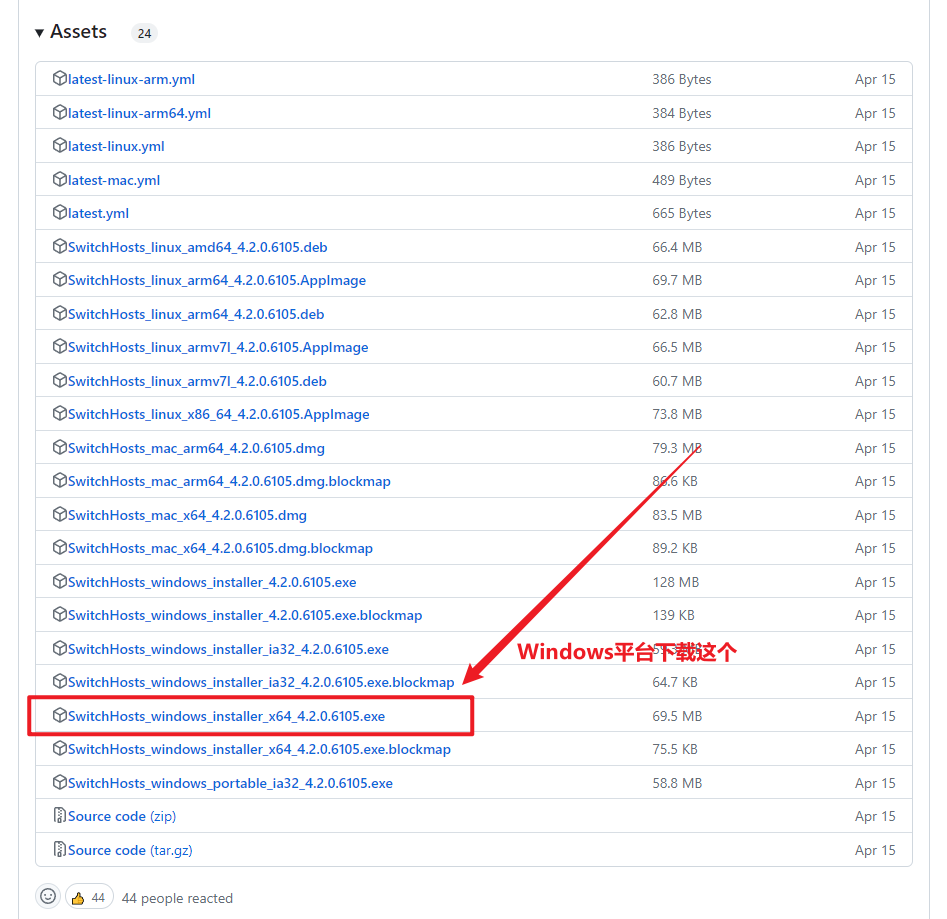 Assets 24
latest-linux-arm.yml 386 Bytes Apr 15
latest-linux-arm64.yml 384 Bytes Apr 15
latest-linux.yml 386 Bytes Apr 15
latest-mac.yml 489 Bytes Apr 15
latest.yml 665 Bytes Apr 15
SwitchHosts_linux_amd64_4.2.0.6105.deb 66.4 MB Apr 15
SwitchHosts_linux_arm64_4.2.0.6105.AppImage 69.7 MB Apr 15
SwitchHosts_linux_arm64_4.2.0.6105.deb 62.8 MB Apr 15
SwitchHosts_linux_armv7l_4.2.0.6105.AppImage 66.5 MB Apr 15
SwitchHosts_linux_armv7l_4.2.0.6105.deb 60.7 MB Apr 15
SwitchHosts_linux_x86_64_4.2.0.6105.AppImage 73.8 MB Apr 15
SwitchHosts_mac_arm64_4.2.0.6105.dmg 79.3 MB Apr 15
SwitchHosts_mac_arm64_4.2.0.6105.dmg.blockmap 86.6 KB Apr 15
SwitchHosts_mac_x64_4.2.0.6105.dmg 83.5 MB Apr 15
SwitchHosts_mac_x64_4.2.0.6105.dmg.blockmap 89.2 KB Apr 15
SwitchHosts_windows_installer_4.2.0.6105.exe 128 MB Apr 15
SwitchHosts_windows_installer_4.2.0.6105.exe.blockmap 139 KB Apr 15
SwitchHosts_windows_installer_ia32_4.2.0.6105.exe Apr 15
Windows平台下载这个
SwitchHosts_windows_installer_ia32_4.2.0.6105.exe.blockmap 64.7 KB Apr 15
SwitchHosts_windows_installer_x64_4.2.0.6105.exe 69.5 MB Apr 15
SwitchHosts_windows_installer_x64_4.2.0.6105.exe.blockmap 75.5 KB Apr 15
SwitchHosts_windows_portable_ia32_4.2.0.6105.exe 58.8 MB Apr 15
Source code (zip) Apr 15
Source code (tar.gz) Apr 15
44 44 people reacted